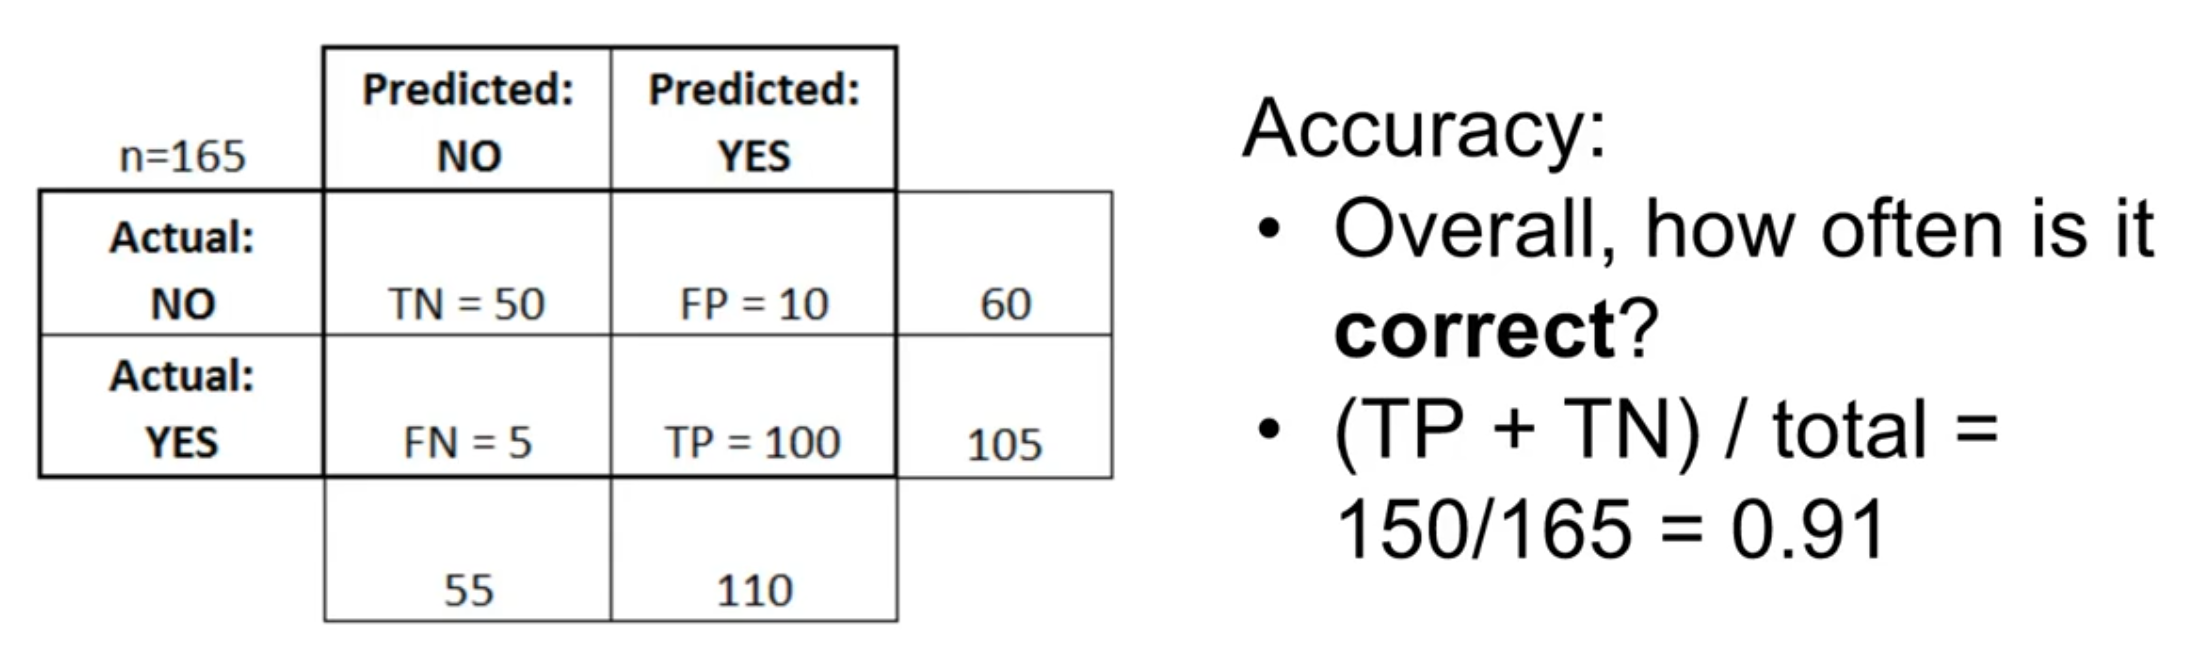 Predicted: Predicted:
n=165 NO YES
Actual:
NO TN = 50 FP = 10 60
Actual:
YES FN = 5 TP = 100 105
55 110
Accuracy:
• Overall, how often is it
correct?
• (TP + TN) / total =
150/165 = 0.91